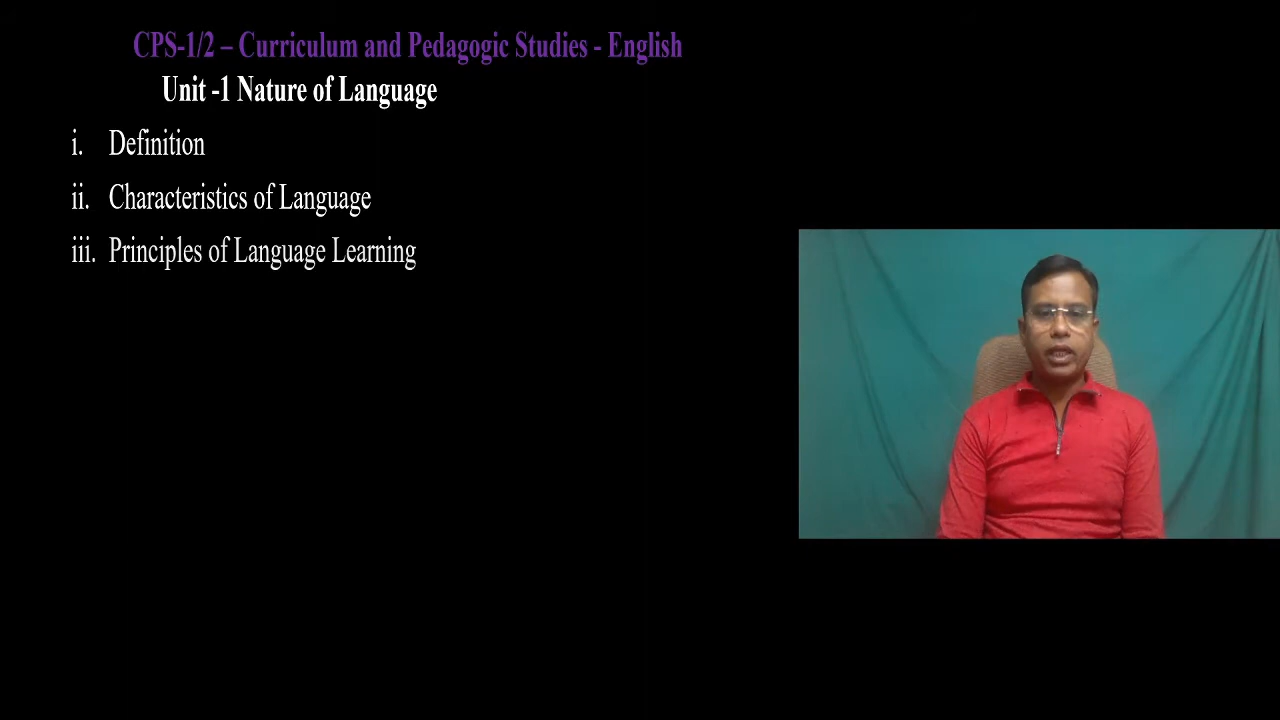 CPS-1/2 – Curriculum and Pedagogic Studies - English
Unit -1 Nature of Language
i. Definition
ii. Characteristics of Language
iii. Principles of Language Learning